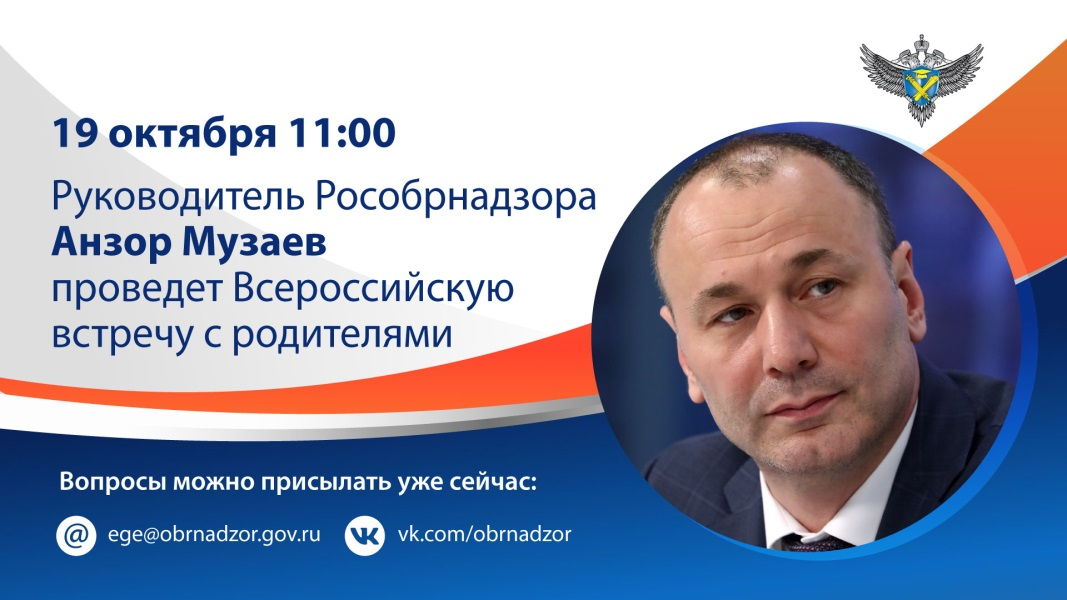 19 октября 11:00
Руководитель Рособрнадзора
Анзор Музаев
проведет Всероссийскую
встречу с родителями
Вопросы можно присылать уже сейчас:
@ ege@obrnadzor.gov.ru vk.com/obrnadzor